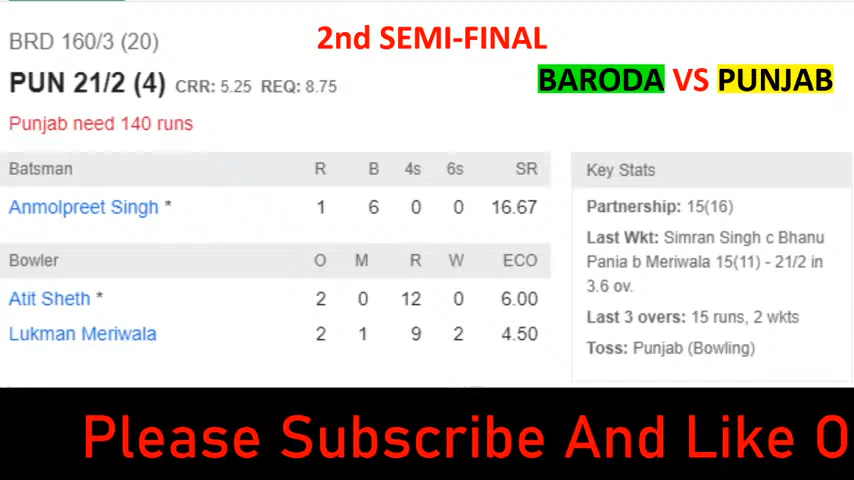 BRD 160/3 (20)
2nd SEMI-FINAL
PUN 21/2 (4) CRR: 5.25 REQ: 8.75
BARODA VS PUNJAB
Punjab need 140 runs
Batsman R B 4s 6s SR
Anmolpreet Singh * 1 6 0 0 16.67
Bowler O M R W ECO
Atit Sheth * 2 0 12 0 6.00
Lukman Meriwala 2 1 9 2 4.50
Key Stats
Partnership: 15(16)
Last Wkt: Simran Singh c Bhanu
Pania b Meriwala 15(11) - 21/2 in
3.6 ov.
Last 3 overs: 15 runs, 2 wkts
Toss: Punjab (Bowling)
Please Subscribe And Like O